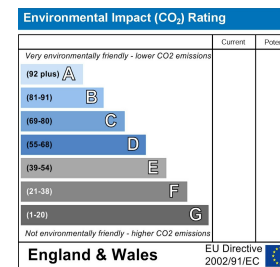 Environmental Impact (CO₂) Rating
Current
Very environmentally friendly - lower CO2 emissions
(92 plus) A
(81-91) B
(69-80) C
(55-68) D
(39-54) E
(21-38) F
(1-20) G
Not environmentally friendly - higher CO2 emissions
England & Wales
EU Directive
2002/91/EC